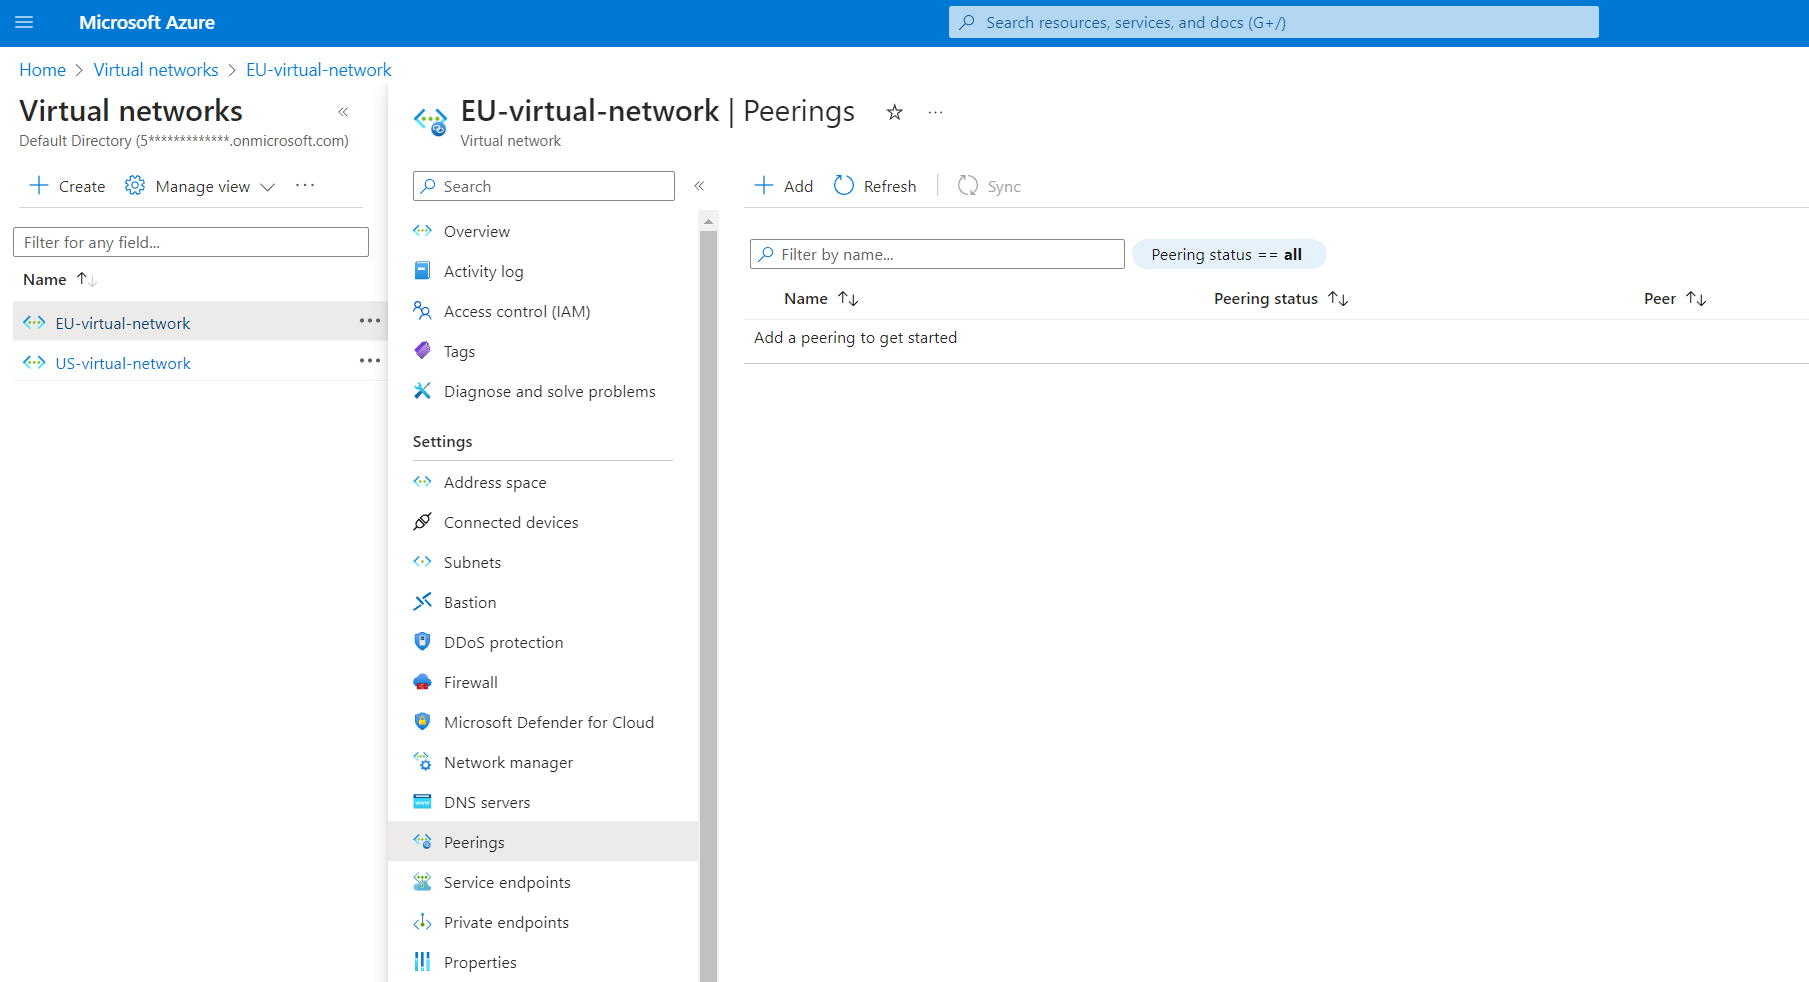 Microsoft Azure
Search resources, services, and docs (G+/)
Home > Virtual networks > EU-virtual-network
Virtual networks
Default Directory (5*************.onmicrosoft.com)
Create
Manage view
Filter for any field...
Name
EU-virtual-network
US-virtual-network
EU-virtual-network | Peerings
Virtual network
Search
Overview
Activity log
Access control (IAM)
Tags
Diagnose and solve problems
Settings
Address space
Connected devices
Subnets
Bastion
DDoS protection
Firewall
Microsoft Defender for Cloud
Network manager
DNS servers
Peerings
Service endpoints
Private endpoints
Properties
Add
Refresh
Sync
Filter by name...
Peering status == all
Name
Peering status
Peer
Add a peering to get started